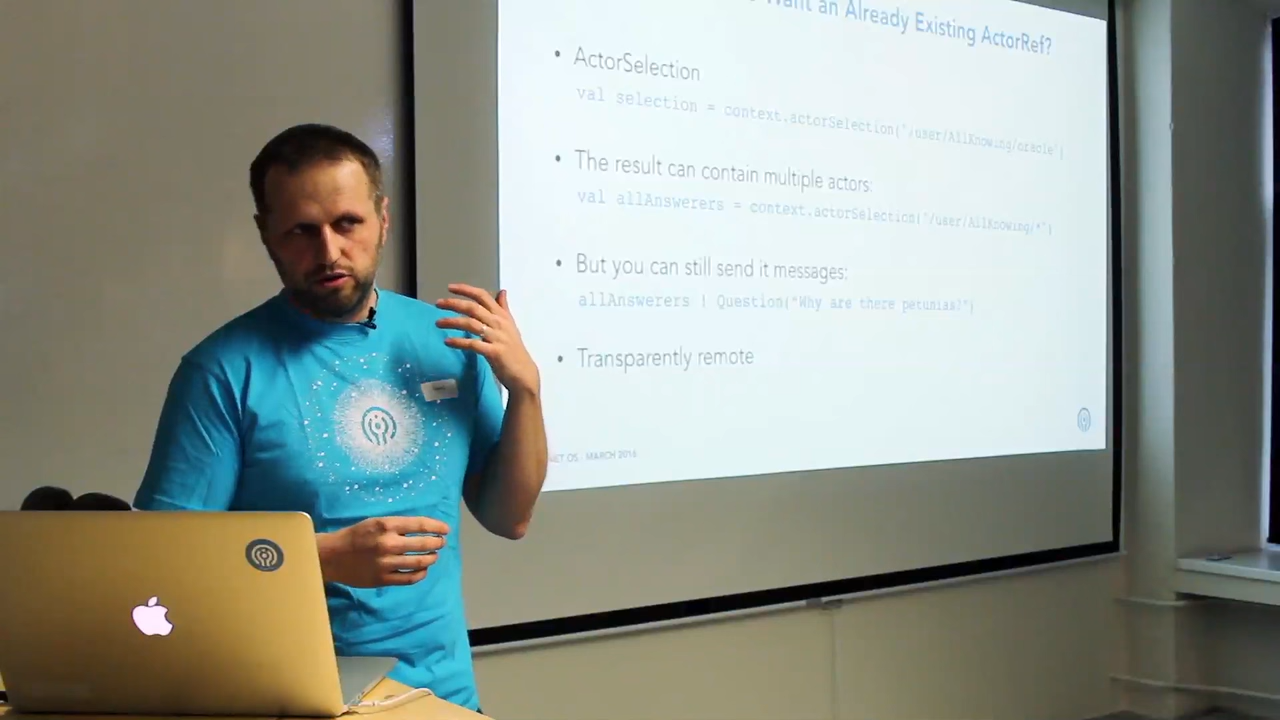 Want an Already Existing ActorRef?
• ActorSelection
val selection = context.actorSelection("/user/AllKnowing/oracle")
• The result can contain multiple actors:
val allAnswerers = context.actorSelection("/user/AllKnowing/*")
• But you can still send it messages:
allAnswerers ! Question("Why are there petunias?")
• Transparently remote
NET OS MARCH 2016